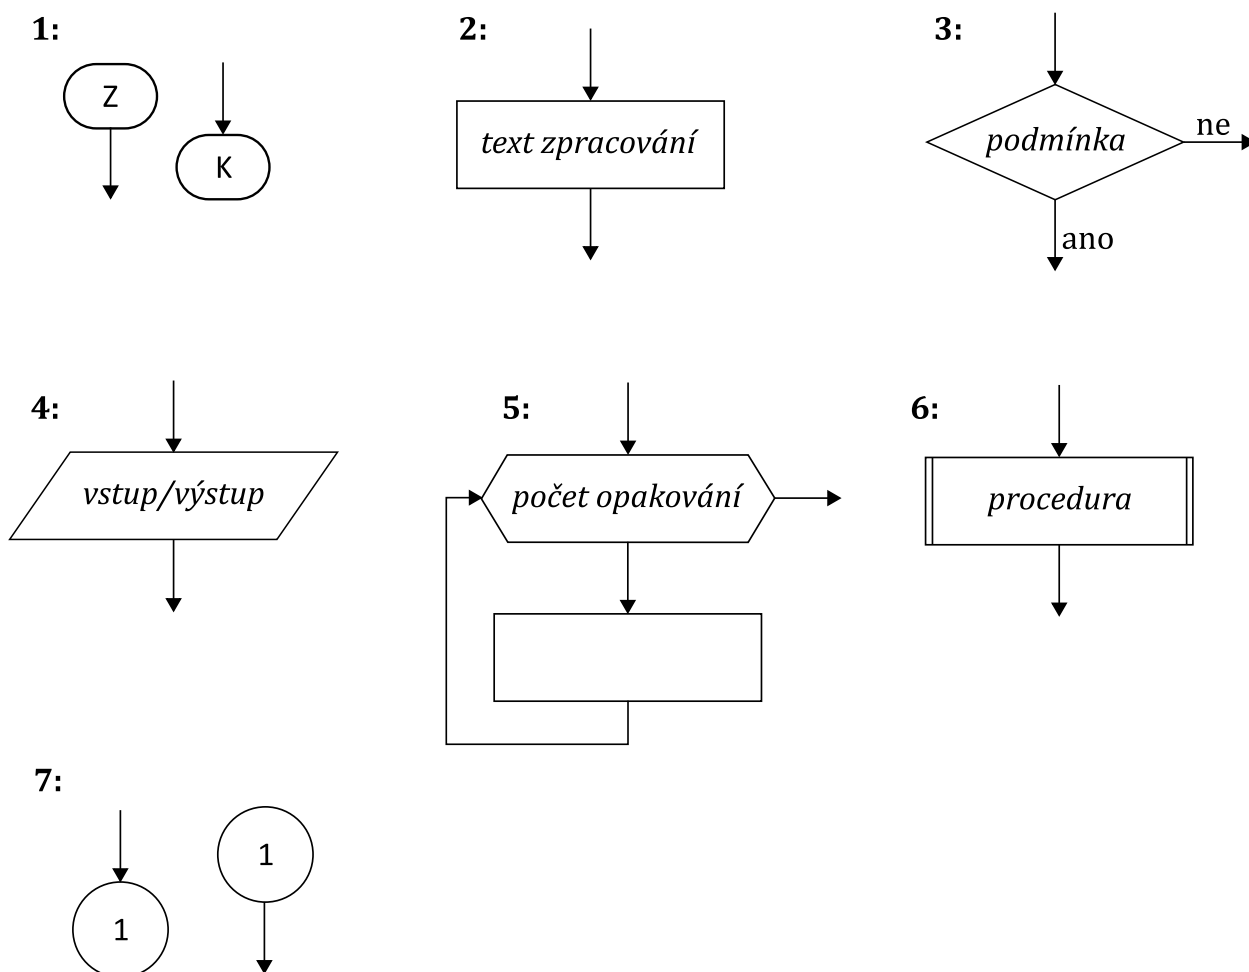 1:
2:
3:
Z
K
text zpracování
podmínka
ne
ano
4:
5:
6:
vstup/výstup
počet opakování
procedura
7:
1
1